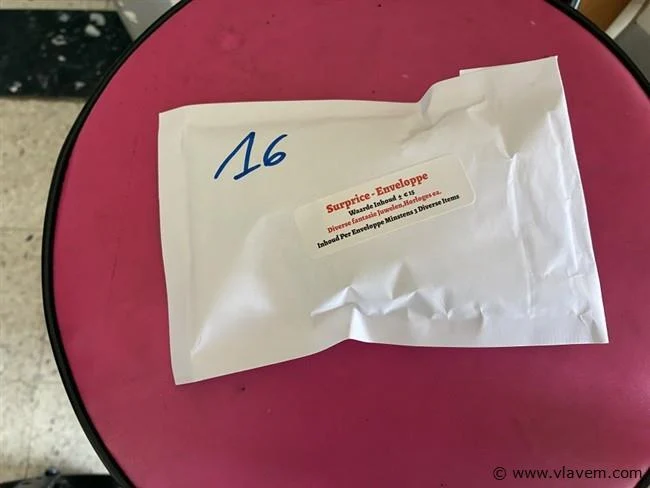 16
Surprice - Enveloppe
Waarde Inhoud ± € 15
Diverse fantasie Juwelen,Horloges ea.
Inhoud Per Enveloppe Minstens 3 Diverse Items
© www.vlavem.com